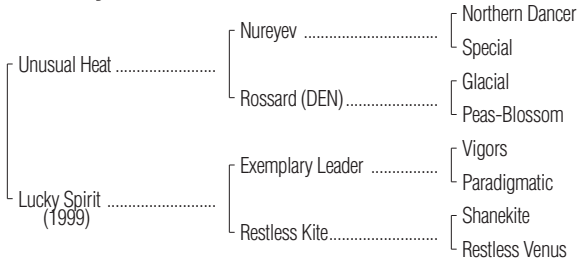 Northern Dancer
Nureyev ................................
Special
Unusual Heat ........................
Glacial
Rossard (DEN)......................
Peas-Blossom
Vigors
Exemplary Leader ................
Paradigmatic
Lucky Spirit ..........................
(1999)
Shanekite
Restless Kite..........................
Restless Venus